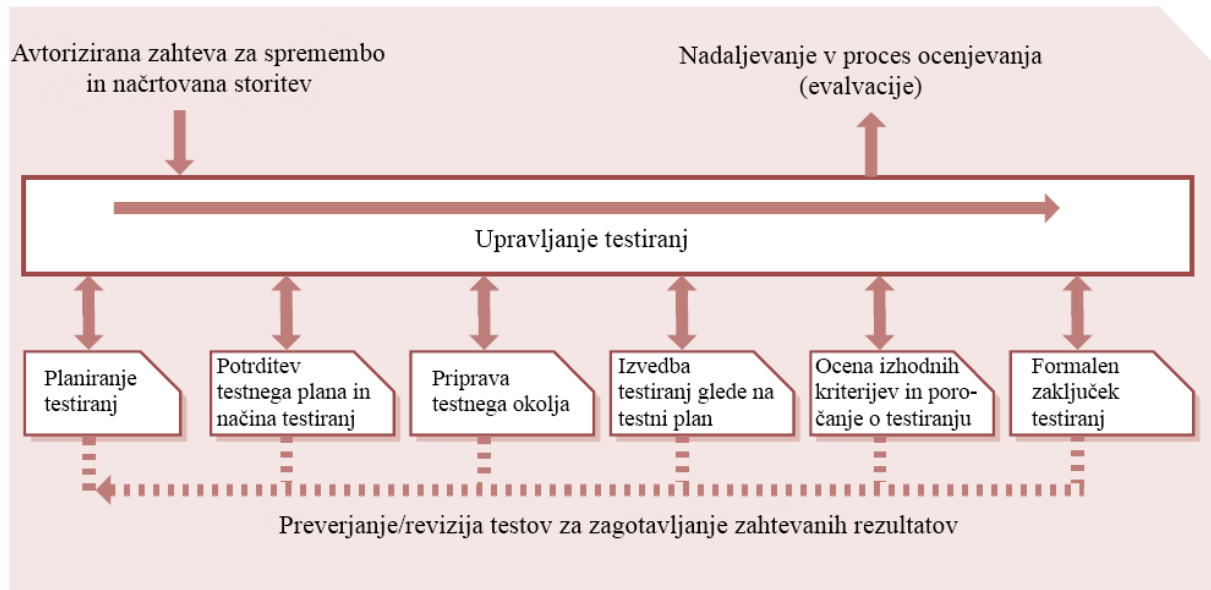 Avtorizirana zahteva za spremembo
in načrtovana storitev
Nadaljevanje v proces ocenjevanja
(evalvacije)
Upravljanje testiranj
Planiranje
testiranj
Potrditev
testnega plana in
načina testiranj
Priprava
testnega okolja
Izvedba
testiranj glede na
testni plan
Ocena izhodnih
kriterijev in poro-
čanje o testiranju
Formalen
zaključek
testiranj
Preverjanje/revizija testov za zagotavljanje zahtevanih rezultatov